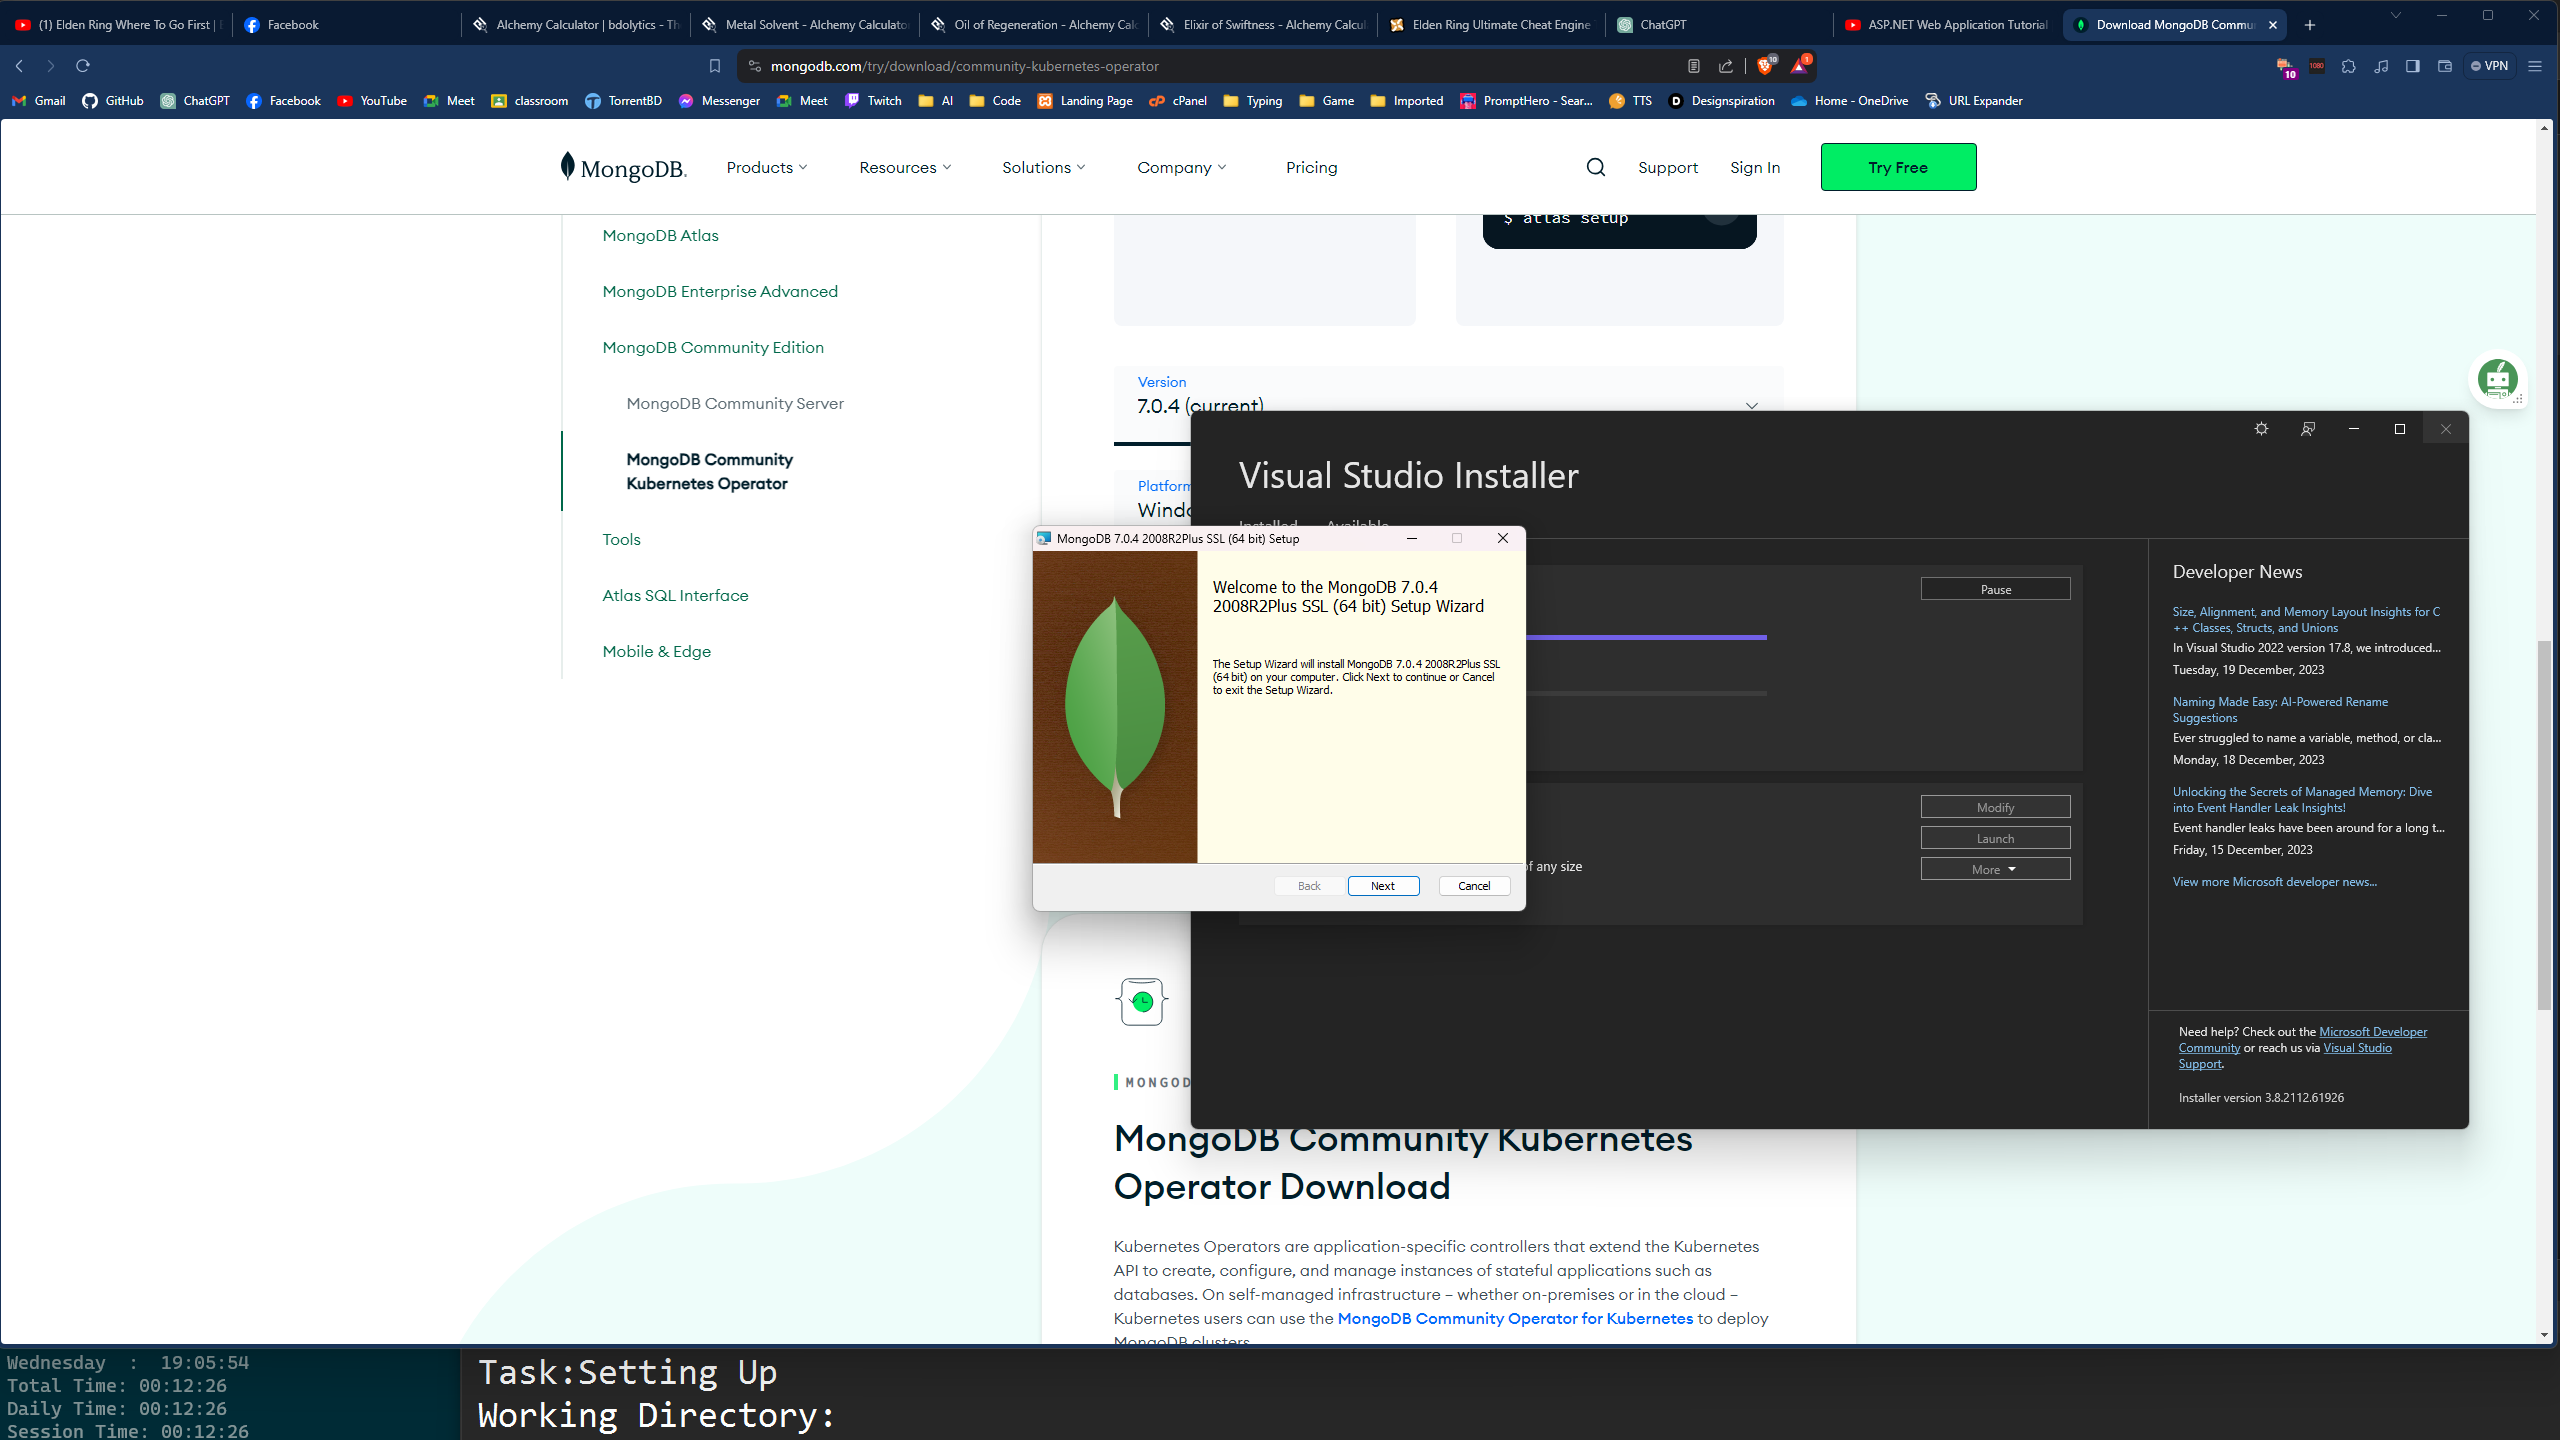 (1) Elden Ring Where To Go First |
Facebook
Alchemy Calculator | bdolytics - Th
Metal Solvent - Alchemy Calculator
Oil of Regeneration - Alchemy Calc
Elixir of Swiftness - Alchemy Calcul
Elden Ring Ultimate Cheat Engine
ChatGPT
ASP.NET Web Application Tutorial
Download MongoDB Commu
mongodb.com/try/download/community-kubernetes-operator
10
1
10
1080
VPN
Gmail
GitHub
ChatGPT
Facebook
YouTube
Meet
classroom
TorrentBD
Messenger
Meet
Twitch
AI
Code
Landing Page
cPanel
Typing
Game
Imported
PromptHero - Sear...
TTS
Designspiration
Home - OneDrive
URL Expander
MongoDB.
Products
Resources
Solutions
Company
Pricing
Support
Sign In
Try Free
$ atlas setup
MongoDB Atlas
MongoDB Enterprise Advanced
MongoDB Community Edition
MongoDB Community Server
MongoDB Community
Kubernetes Operator
Tools
Atlas SQL Interface
Mobile & Edge
Version
7.0.4 (current)
Platform
Windo
Visual Studio Installer
Installed
Available
Pause
Modify
Launch
More
of any size
Developer News
Size, Alignment, and Memory Layout Insights for C
++ Classes, Structs, and Unions
In Visual Studio 2022 version 17.8, we introduced...
Tuesday, 19 December, 2023
Naming Made Easy: AI-Powered Rename
Suggestions
Ever struggled to name a variable, method, or cla...
Monday, 18 December, 2023
Unlocking the Secrets of Managed Memory: Dive
into Event Handler Leak Insights!
Event handler leaks have been around for a long t...
Friday, 15 December, 2023
View more Microsoft developer news...
Need help? Check out the Microsoft Developer
Community or reach us via Visual Studio
Support.
Installer version 3.8.2112.61926
MongoDB 7.0.4 2008R2Plus SSL (64 bit) Setup
Welcome to the MongoDB 7.0.4
2008R2Plus SSL (64 bit) Setup Wizard
The Setup Wizard will install MongoDB 7.0.4 2008R2Plus SSL
(64 bit) on your computer. Click Next to continue or Cancel
to exit the Setup Wizard.
Back
Next
Cancel
MONGOD
MongoDB Community Kubernetes
Operator Download
Kubernetes Operators are application-specific controllers that extend the Kubernetes
API to create, configure, and manage instances of stateful applications such as
databases. On self-managed infrastructure – whether on-premises or in the cloud –
Kubernetes users can use the MongoDB Community Operator for Kubernetes to deploy
MongoDB clusters.
Wednesday : 19:05:54
Total Time: 00:12:26
Daily Time: 00:12:26
Session Time: 00:12:26
Task:Setting Up
Working Directory: